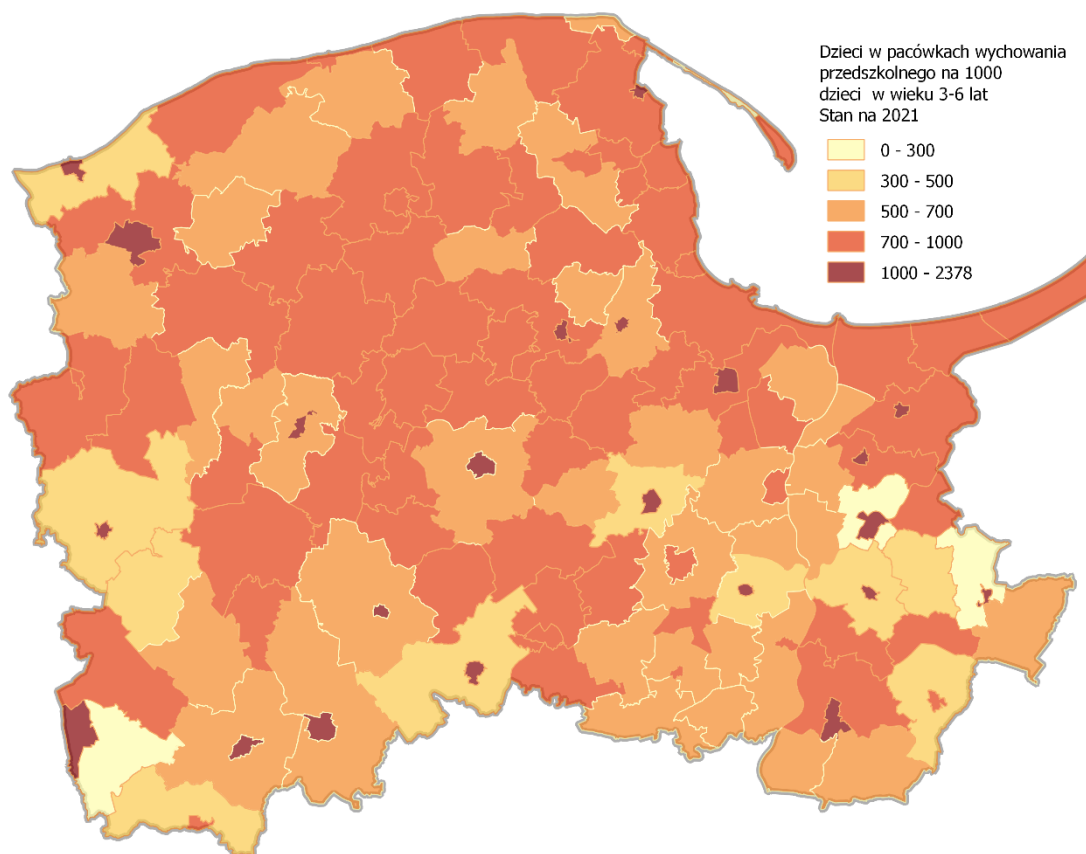 Dzieci w pacówkach wychowania
przedszkolnego na 1000
dzieci w wieku 3-6 lat
Stan na 2021
0 - 300
300 - 500
500 - 700
700 - 1000
1000 - 2378